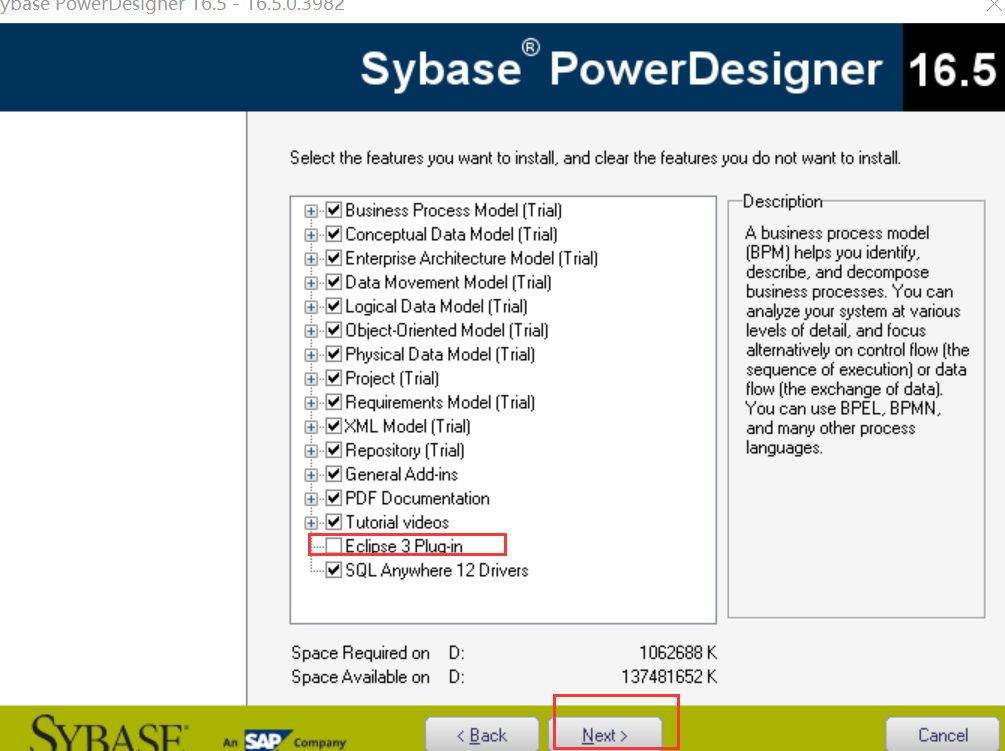 ybase PowerDesigner 16.5 - 16.5.0.3982
Sybase® PowerDesigner 16.5
Select the features you want to install, and clear the features you do not want to install.
Business Process Model (Trial)
Conceptual Data Model (Trial)
Enterprise Architecture Model (Trial)
Data Movement Model (Trial)
Logical Data Model (Trial)
Object-Oriented Model (Trial)
Physical Data Model (Trial)
Project (Trial)
Requirements Model (Trial)
XML Model (Trial)
Repository (Trial)
General Add-ins
PDF Documentation
Tutorial videos
Eclipse 3 Plug-in
SQL Anywhere 12 Drivers
Description
A business process model
(BPM) helps you identify,
describe, and decompose
business processes. You can
analyze your system at various
levels of detail, and focus
alternatively on control flow (the
sequence of execution) or data
flow (the exchange of data).
You can use BPEL, BPMN,
and many other process
languages.
Space Required on D: 1062688 K
Space Available on D: 137481652 K
SYBASE An SAP Company
< Back
Next >
Cancel